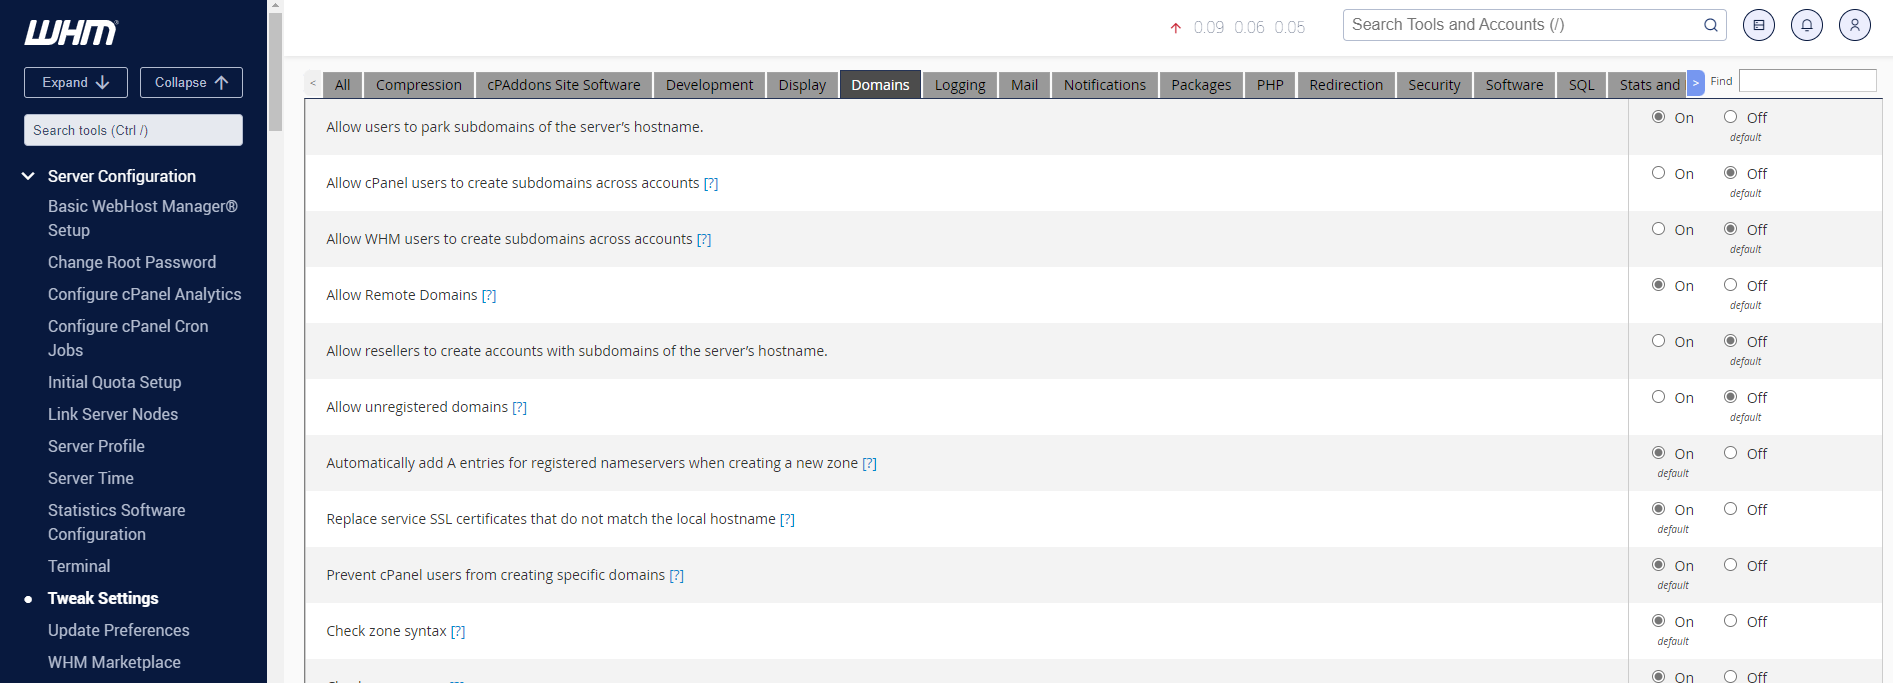 WHM
Expand ↓ Collapse ↑
Search tools (Ctrl /)
Server Configuration
Basic WebHost Manager®
Setup
Change Root Password
Configure cPanel Analytics
Configure cPanel Cron
Jobs
Initial Quota Setup
Link Server Nodes
Server Profile
Server Time
Statistics Software
Configuration
Terminal
Tweak Settings
Update Preferences
WHM Marketplace
0.09 0.06 0.05
Search Tools and Accounts (/)
< All Compression cPAddons Site Software Development Display Domains Logging Mail Notifications Packages PHP Redirection Security Software SQL Stats and > Find
Allow users to park subdomains of the server’s hostname. On Off
default
Allow cPanel users to create subdomains across accounts [?] On Off
default
Allow WHM users to create subdomains across accounts [?] On Off
default
Allow Remote Domains [?] On Off
default
Allow resellers to create accounts with subdomains of the server’s hostname. On Off
default
Allow unregistered domains [?] On Off
default
Automatically add A entries for registered nameservers when creating a new zone [?] On Off
default
Replace service SSL certificates that do not match the local hostname [?] On Off
default
Prevent cPanel users from creating specific domains [?] On Off
default
Check zone syntax [?] On Off
default
On Off